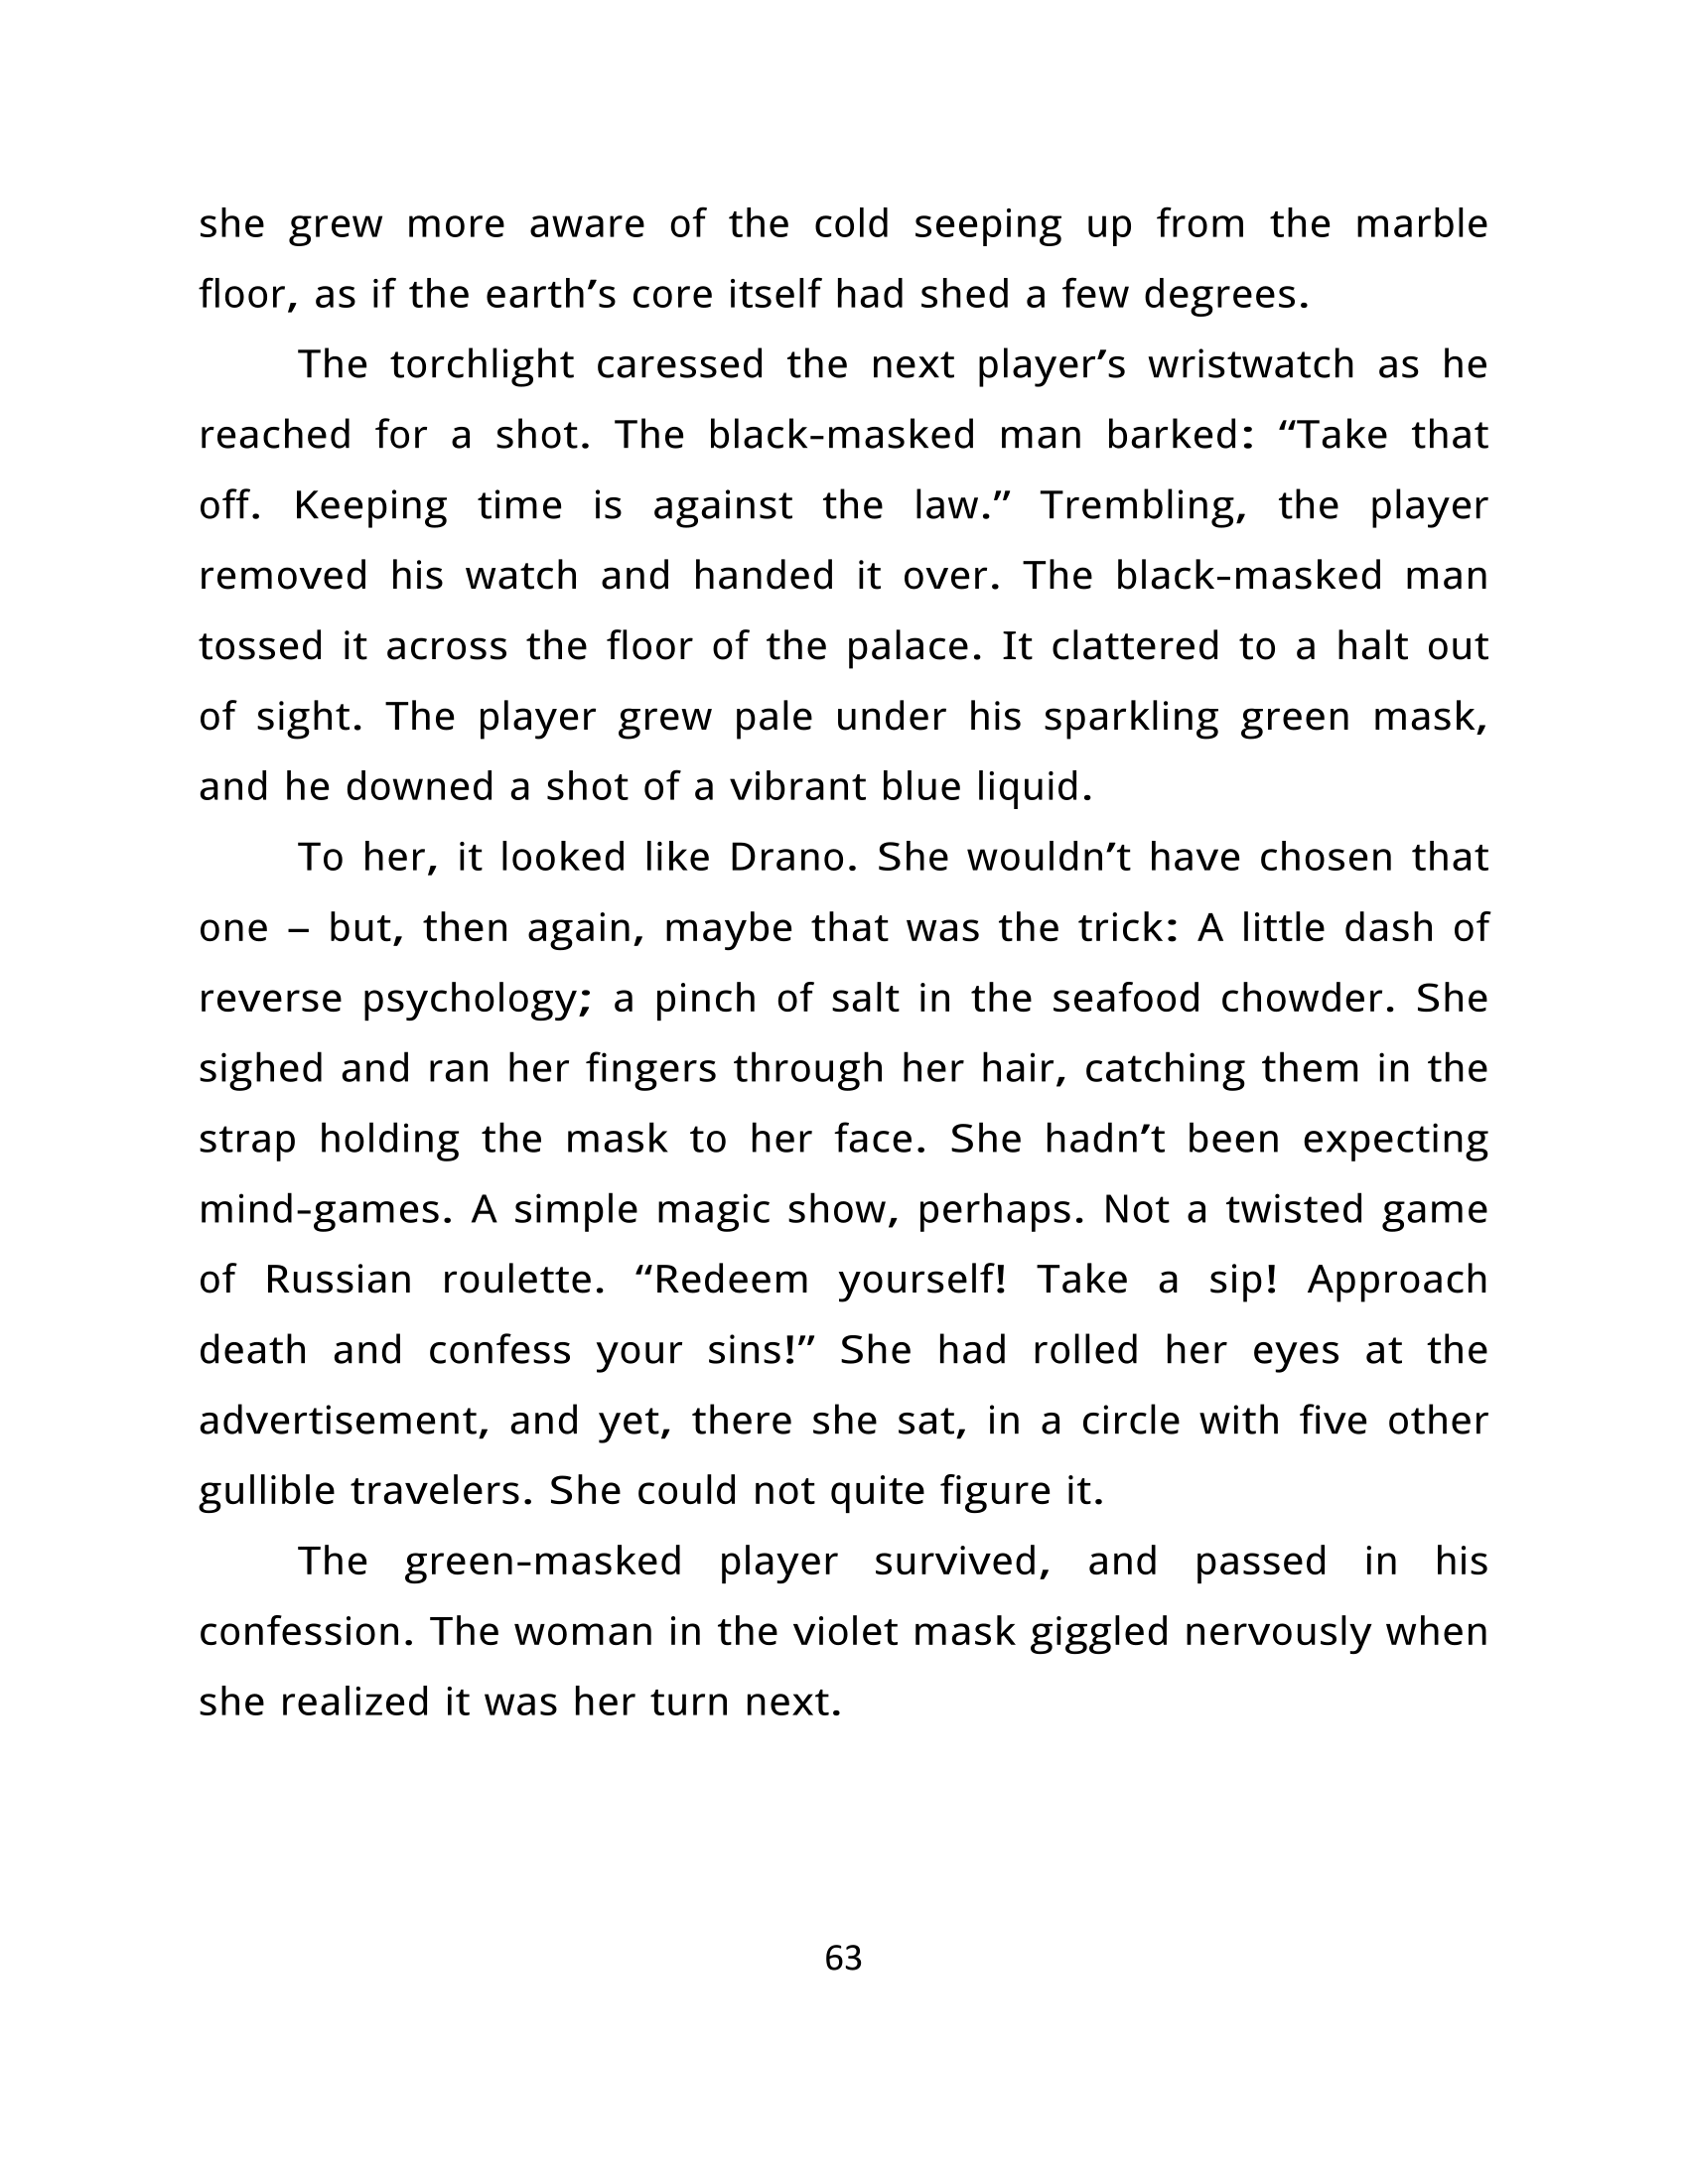 she grew more aware of the cold seeping up from the marble
floor, as if the earth’s core itself had shed a few degrees.
The torchlight caressed the next player’s wristwatch as he
reached for a shot. The black-masked man barked: “Take that
off. Keeping time is against the law.” Trembling, the player
removed his watch and handed it over. The black-masked man
tossed it across the floor of the palace. It clattered to a halt out
of sight. The player grew pale under his sparkling green mask,
and he downed a shot of a vibrant blue liquid.
To her, it looked like Drano. She wouldn’t have chosen that
one – but, then again, maybe that was the trick: A little dash of
reverse psychology; a pinch of salt in the seafood chowder. She
sighed and ran her fingers through her hair, catching them in the
strap holding the mask to her face. She hadn’t been expecting
mind-games. A simple magic show, perhaps. Not a twisted game
of Russian roulette. “Redeem yourself! Take a sip! Approach
death and confess your sins!” She had rolled her eyes at the
advertisement, and yet, there she sat, in a circle with five other
gullible travelers. She could not quite figure it.
The green-masked player survived, and passed in his
confession. The woman in the violet mask giggled nervously when
she realized it was her turn next.
63